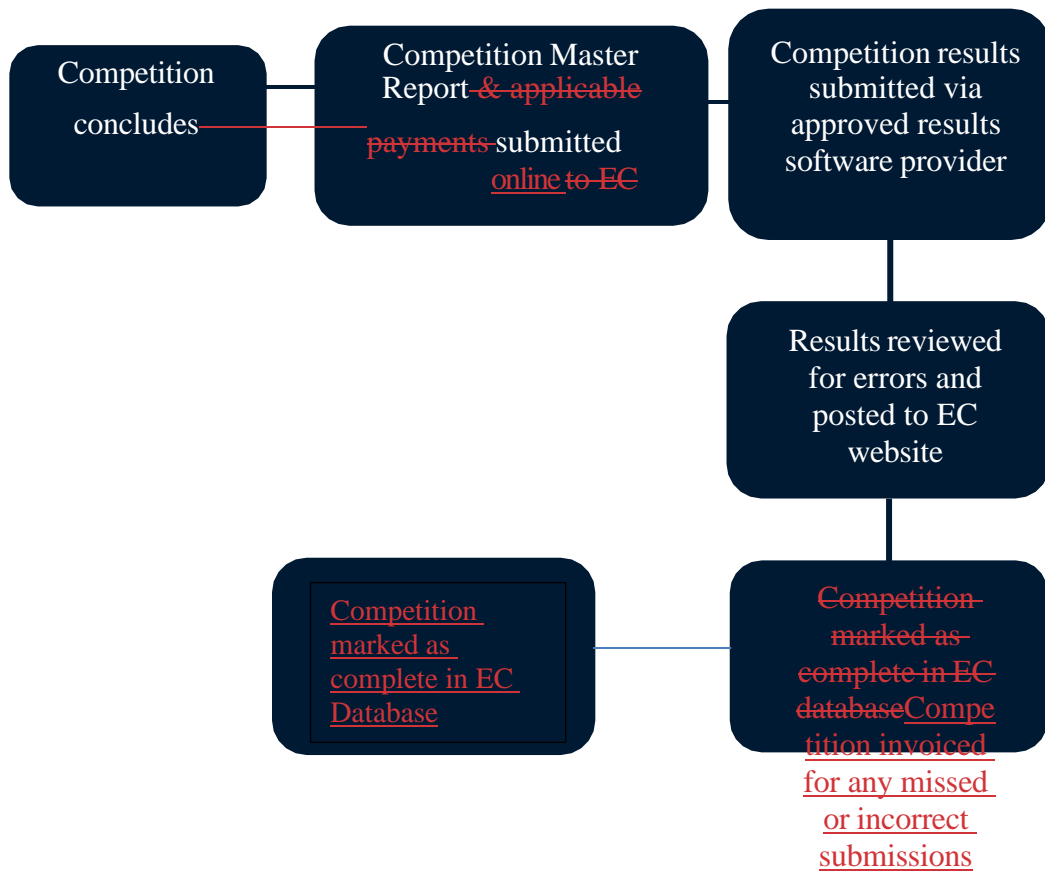 Competition
concludes
Competition Master
Report & applicable
payments submitted
online to EC
Competition results
submitted via
approved results
software provider
Results reviewed
for errors and
posted to EC
website
Competition
marked as
complete in EC
databaseCompe
tition invoiced
for any missed
or incorrect
submissions
Competition
marked as
complete in EC
Database